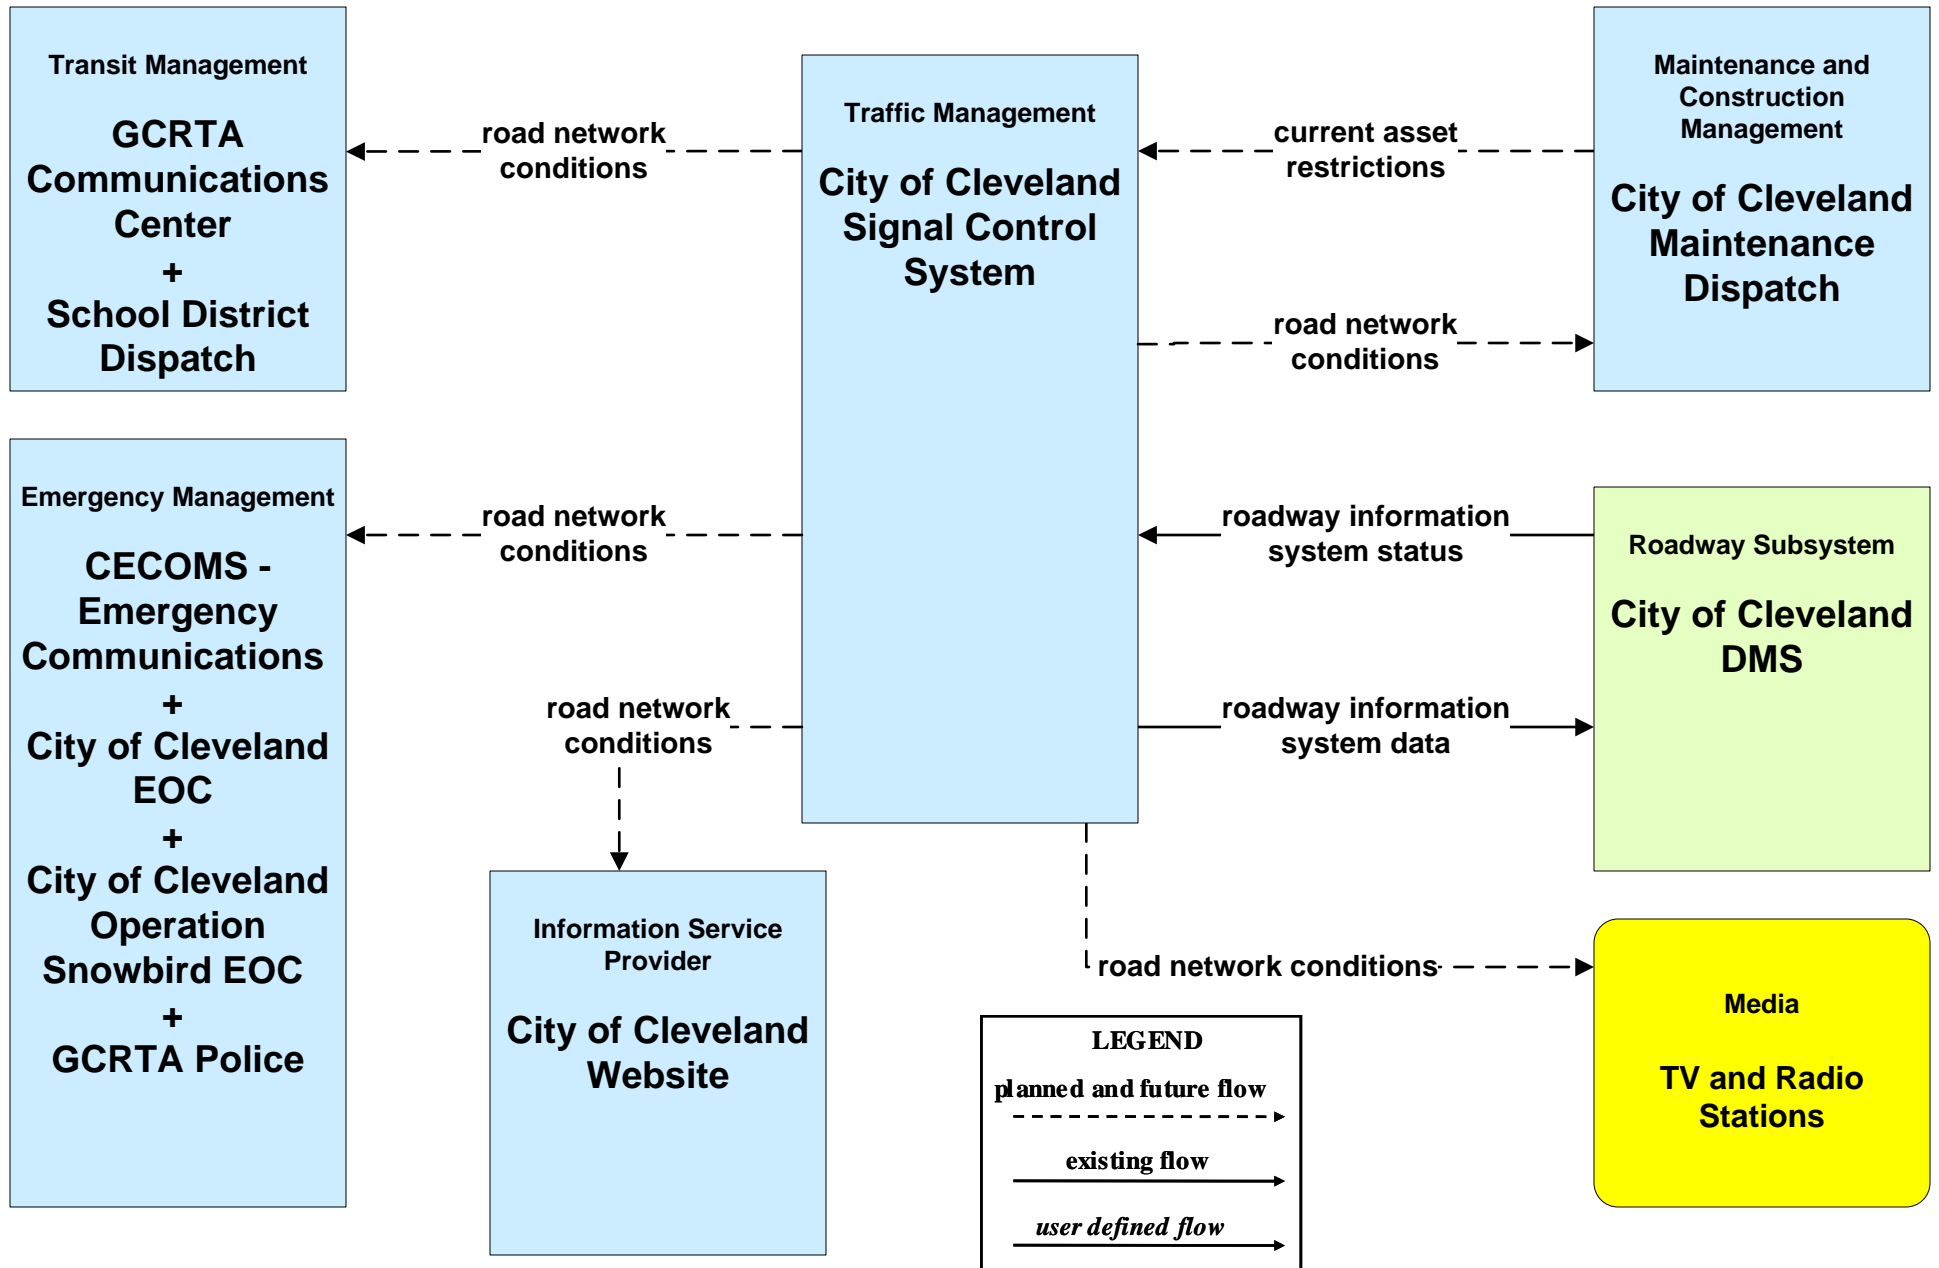 Transit Management
GCRTA
Communications
Center
+
School District
Dispatch
road network
conditions
Traffic Management
City of Cleveland
Signal Control
System
current asset
restrictions
road network
conditions
Maintenance and
Construction
Management
City of Cleveland
Maintenance
Dispatch
Emergency Management
CECOMS -
Emergency
Communications
+
City of Cleveland
EOC
+
City of Cleveland
Operation
Snowbird EOC
+
GCRTA Police
road network
conditions
roadway information
system status
roadway information
system data
Roadway Subsystem
City of Cleveland
DMS
road network
conditions
Information Service
Provider
City of Cleveland
Website
road network conditions
Media
TV and Radio
Stations
LEGEND
planned and future flow
existing flow
user defined flow